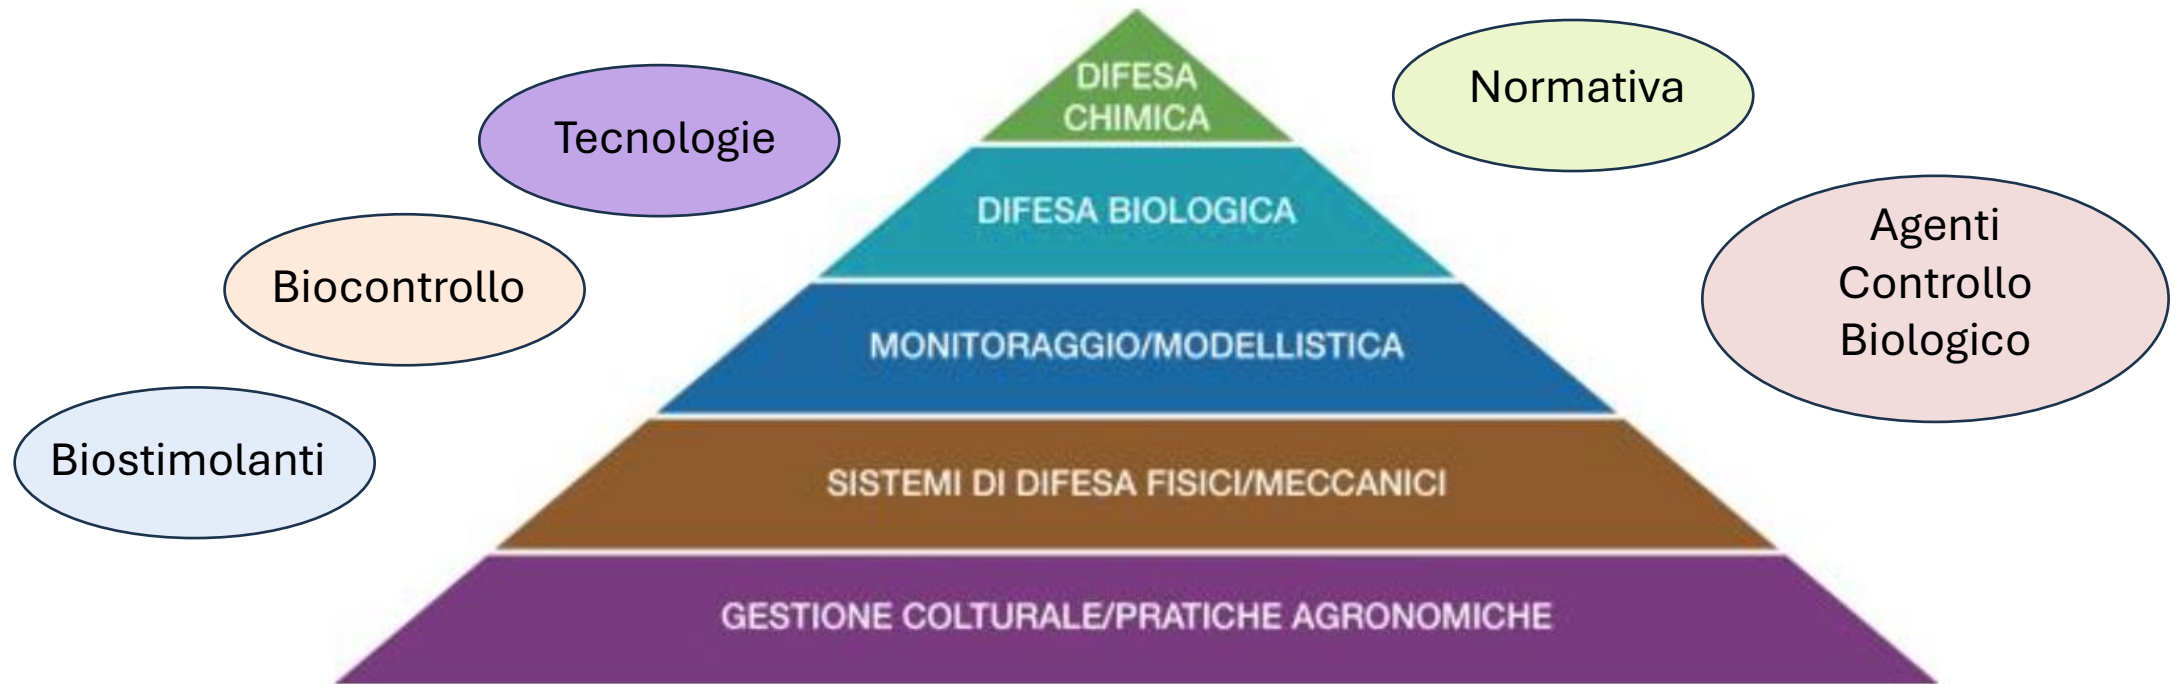 DIFESA
CHIMICA
Normativa
Tecnologie
DIFESA BIOLOGICA
Agenti
Controllo
Biologico
Biocontrollo
MONITORAGGIO/MODELLISTICA
Biostimolanti
SISTEMI DI DIFESA FISICI/MECCANICI
GESTIONE COLTURALE/PRATICHE AGRONOMICHE